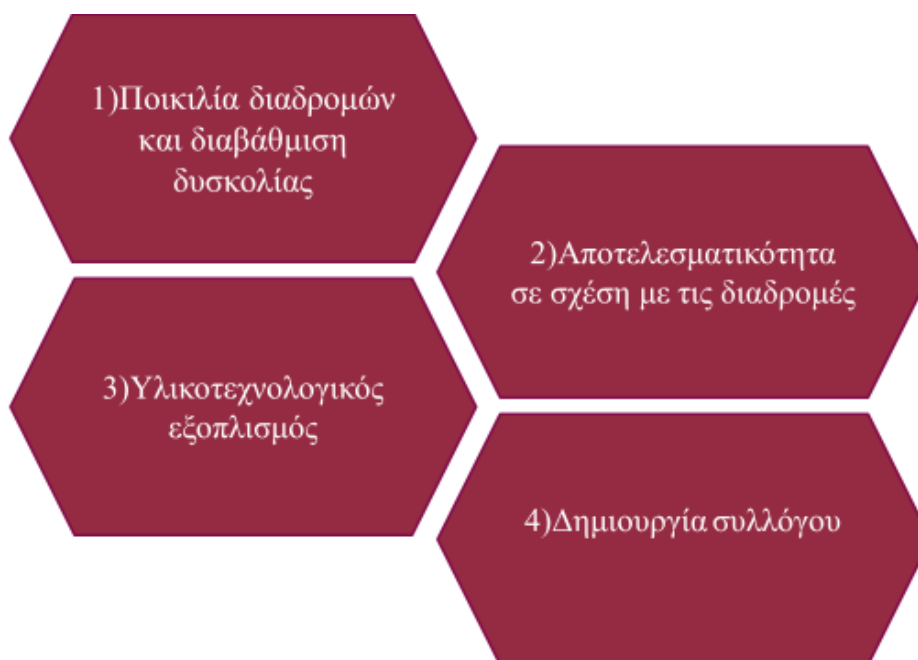 1)Ποικιλία διαδρομών
και διαβάθμιση
δυσκολίας
2)Αποτελεσματικότητα
σε σχέση με τις διαδρομές
3)Υλικοτεχνολογικός
εξοπλισμός
4)Δημιουργία συλλόγου